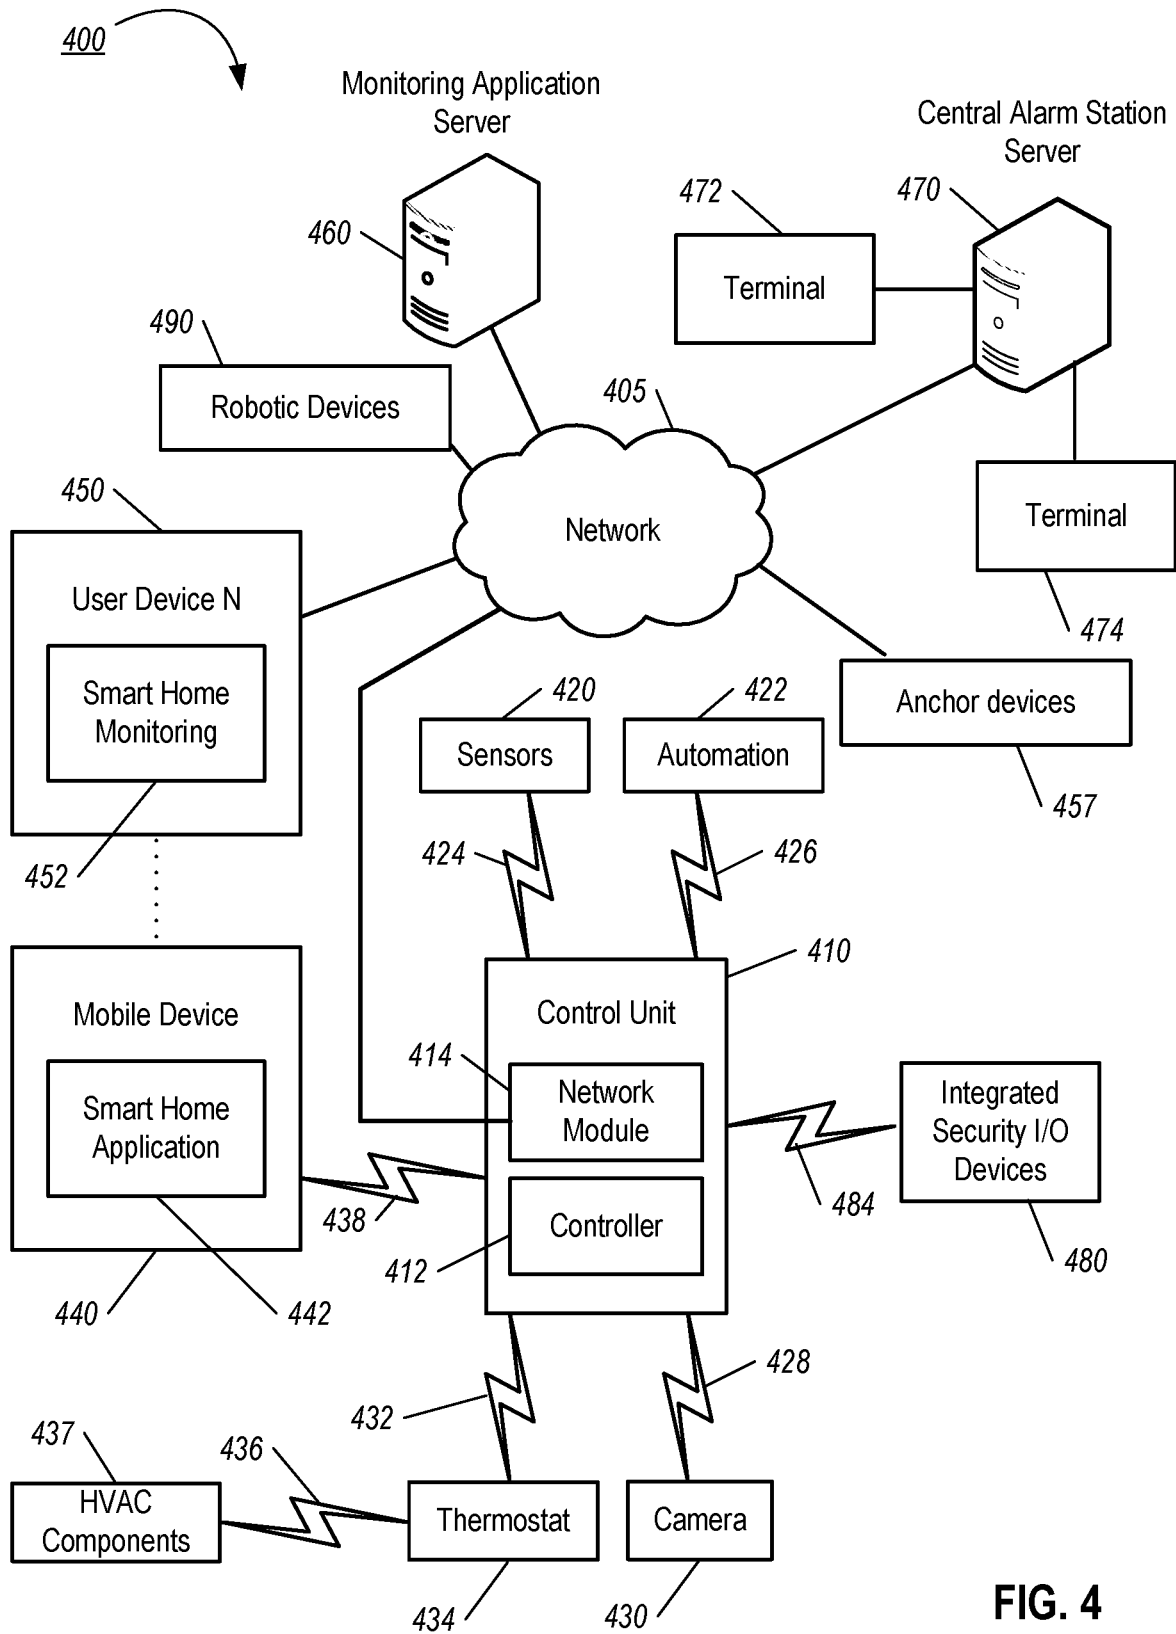 400
Monitoring Application
Server
Central Alarm Station
Server
472
470
460
Terminal
490
405
Robotic Devices
450
Network
Terminal
User Device N
474
Smart Home
Monitoring
420
422
Anchor devices
Sensors
Automation
457
452
424
426
410
Mobile Device
Control Unit
414
Network
Module
Integrated
Security I/O
Devices
Smart Home
Application
438
484
Controller
412
480
440
442
428
432
437
436
HVAC
Components
Thermostat
Camera
434
430
FIG. 4